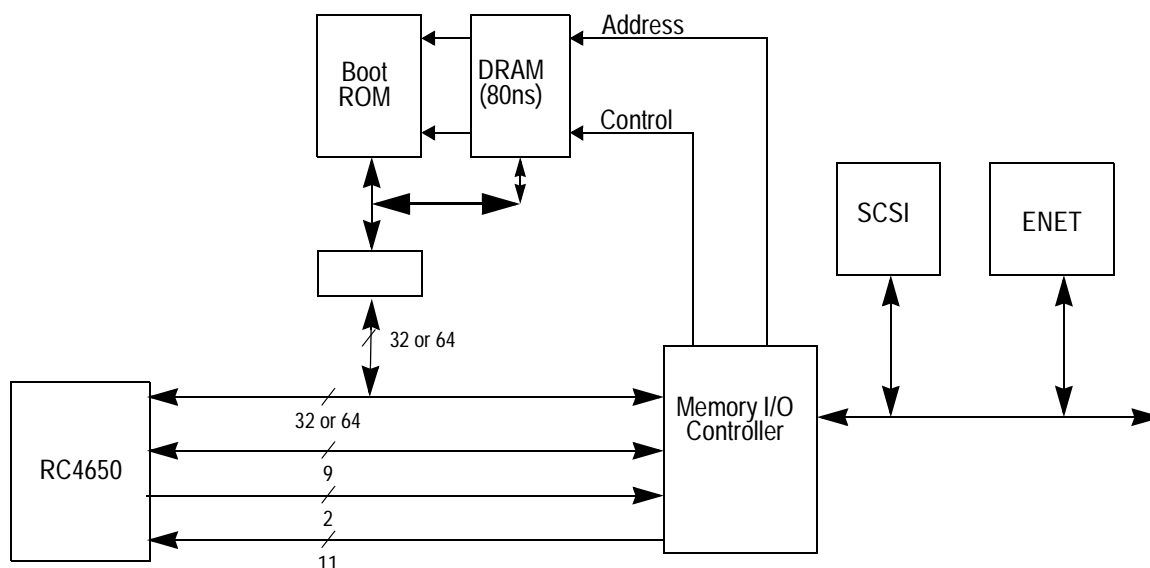 Address
Boot
ROM
DRAM
(80ns)
Control
SCSI
ENET
32 or 64
RC4650
32 or 64
Memory I/O
Controller
9
2
11